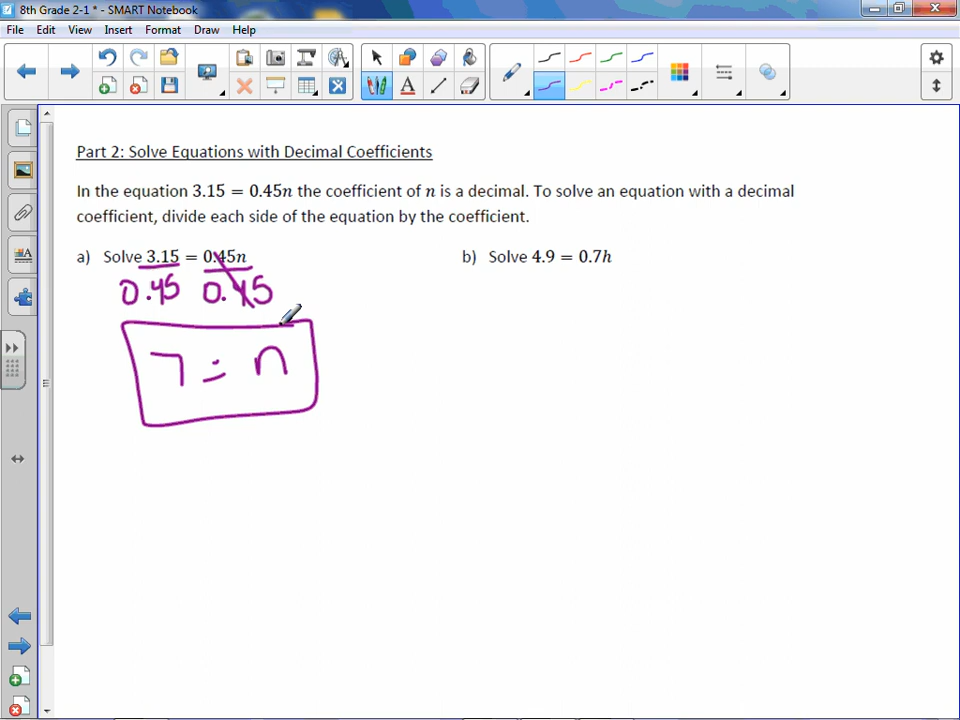 8th Grade 2-1 * - SMART Notebook
File Edit View Insert Format Draw Help
Part 2: Solve Equations with Decimal Coefficients
In the equation 3.15 = 0.45n the coefficient of n is a decimal. To solve an equation with a decimal
coefficient, divide each side of the equation by the coefficient.
a) Solve 3.15 = 0.45n
0.45 0.45
7 = n
b) Solve 4.9 = 0.7h